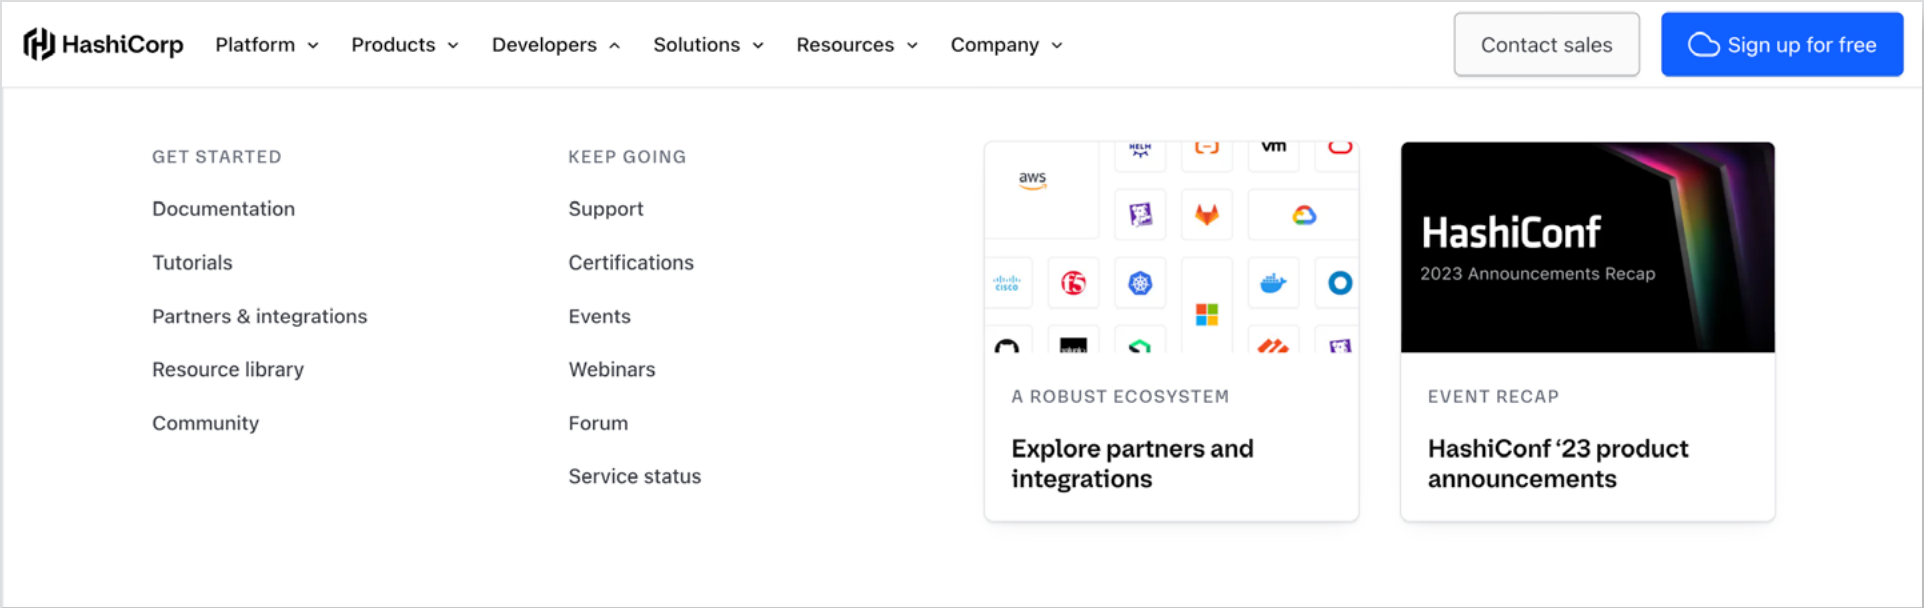 HashiCorp
Platform
Products
Developers
Solutions
Resources
Company
Contact sales
Sign up for free
GET STARTED
Documentation
Tutorials
Partners & integrations
Resource library
Community
KEEP GOING
Support
Certifications
Events
Webinars
Forum
Service status
HELM
vm
aws
CISCO
f5
A ROBUST ECOSYSTEM
Explore partners and
integrations
HashiConf
2023 Announcements Recap
EVENT RECAP
HashiConf ‘23 product
announcements